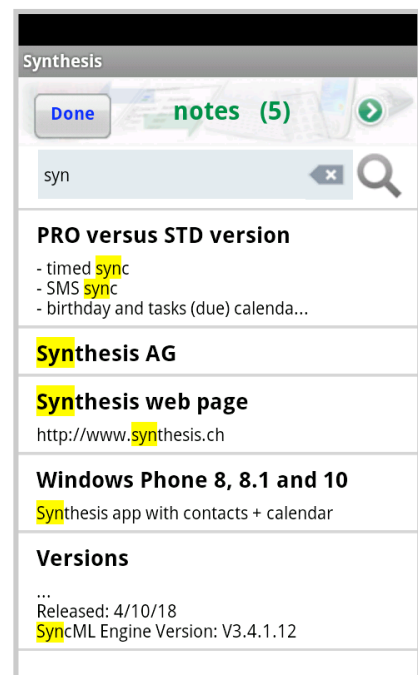 Synthesis
Done
notes (5)
syn
PRO versus STD version
- timed sync
- SMS sync
- birthday and tasks (due) calenda...
Synthesis AG
Synthesis web page
http://www.synthesis.ch
Windows Phone 8, 8.1 and 10
Synthesis app with contacts + calendar
Versions
...
Released: 4/10/18
SyncML Engine Version: V3.4.1.12